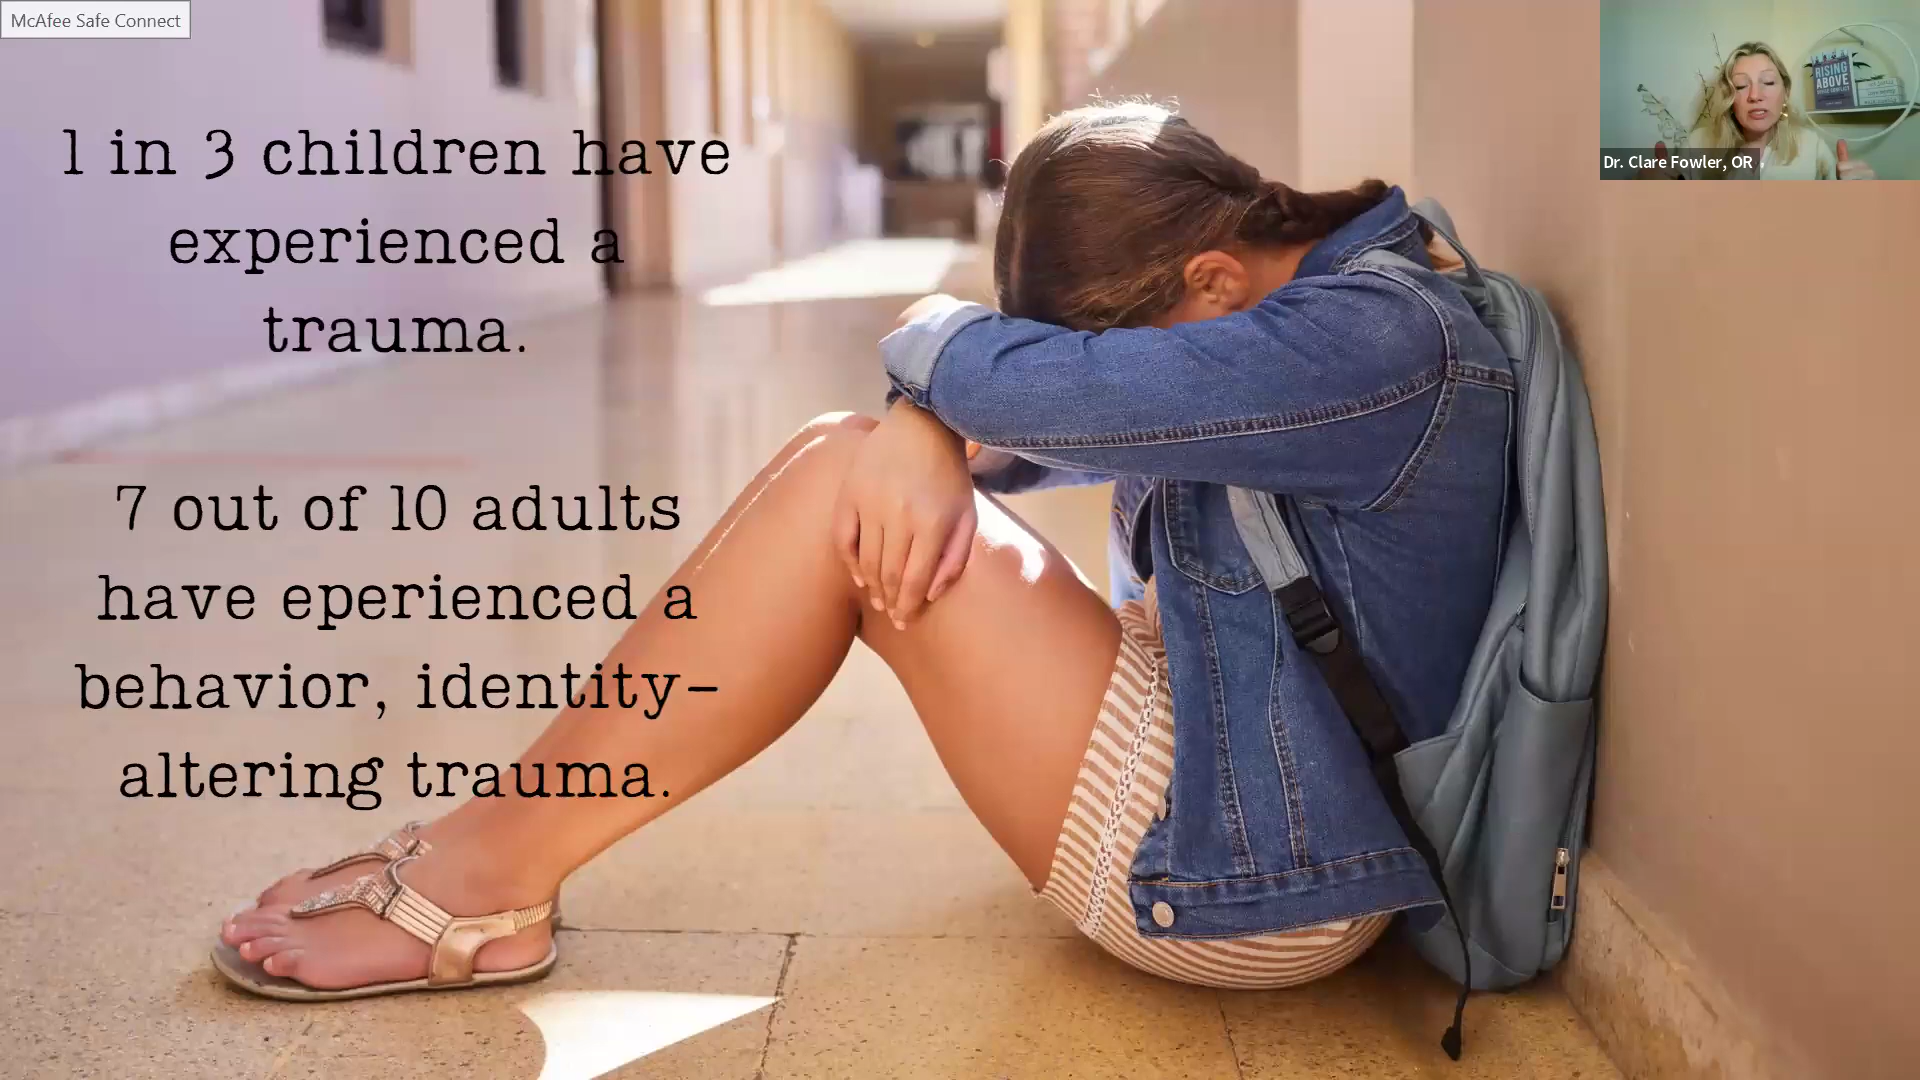 McAfee Safe Connect
1 in 3 children have
experienced a
trauma.
7 out of 10 adults
have eperienced a
behavior, identity-
altering trauma.
RISING
ABOVE
Dr. Clare Fowler, OR